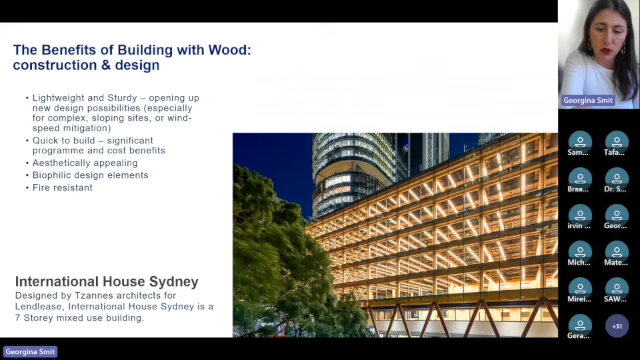 The Benefits of Building with Wood:
construction & design
• Lightweight and Sturdy – opening up
new design possibilities (especially
for complex, sloping sites, or wind-
speed mitigation)
• Quick to build – significant
programme and cost benefits
• Aesthetically appealing
• Biophilic design elements
• Fire resistant
International House Sydney
Designed by Tzannes architects for
Lendlease, International House Sydney is a
7 Storey mixed use building.
Georgina Smit
Georgina Smit
Sam... Tafa...
Braa... Dr. S...
irvin ... Geor...
Mich... Mate...
Mirei... SAW...
Gera... +51